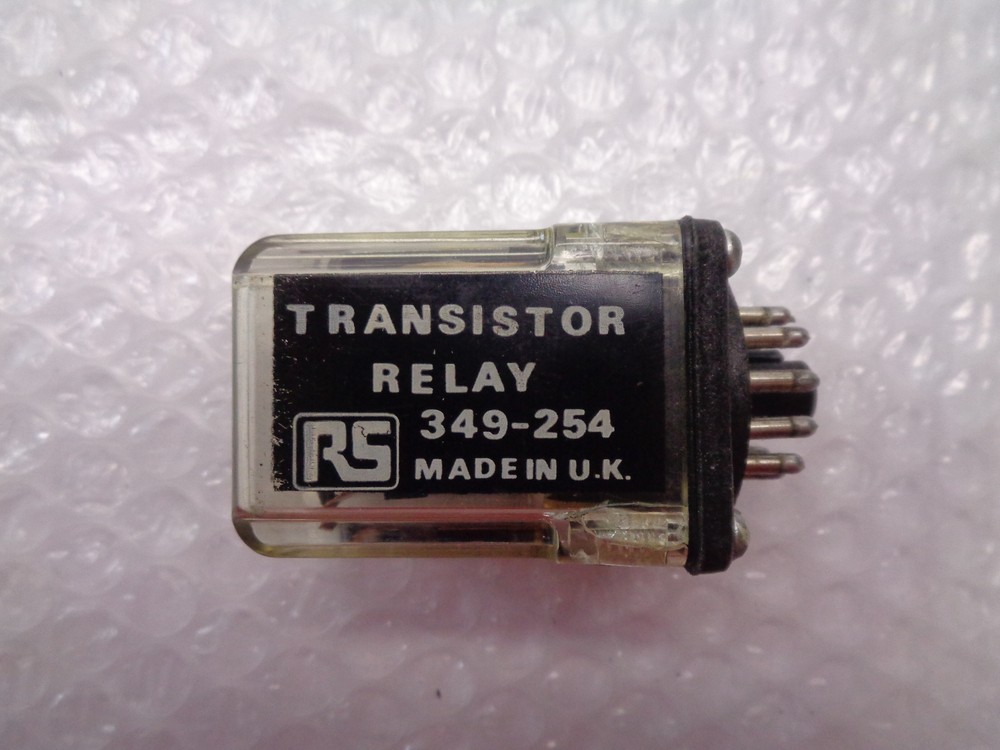 TRANSISTOR
RELAY
RS 349-254
MADE IN U.K.